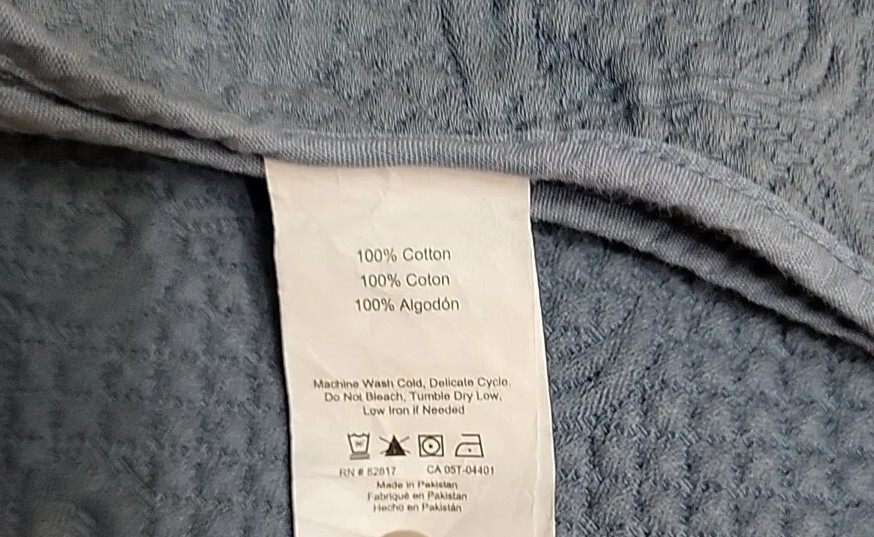 100% Cotton
100% Coton
100% Algodón
Machine Wash Cold, Delicate Cycle.
Do Not Bleach, Tumble Dry Low,
Low Iron if Needed
RN # 52817 CA 05T-04401
Made in Pakistan
Fabriqué en Pakistan
Hecho en Pakistán